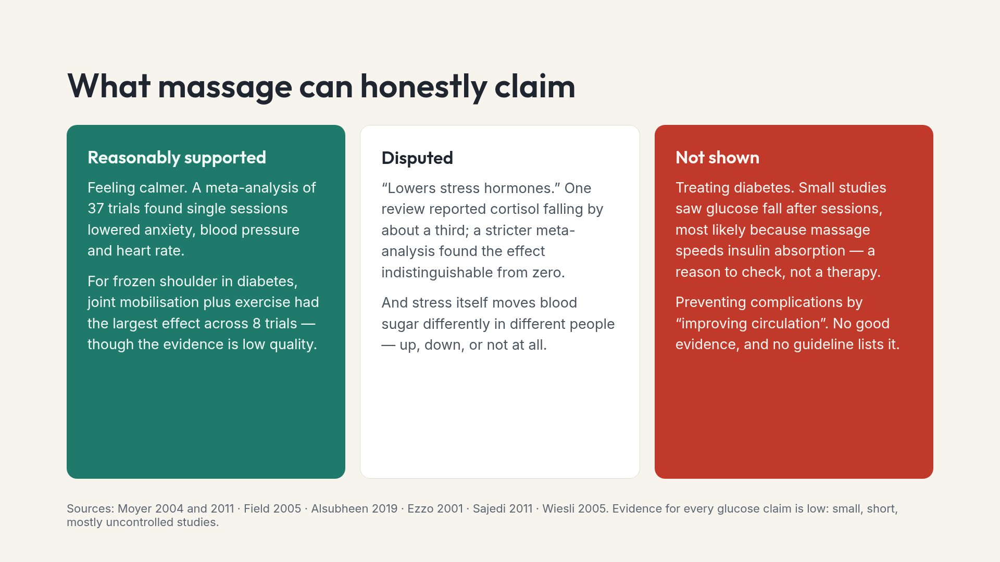 What massage can honestly claim
Reasonably supported
Feeling calmer. A meta-analysis of
37 trials found single sessions
lowered anxiety, blood pressure
and heart rate.
For frozen shoulder in diabetes,
joint mobilisation plus exercise had
the largest effect across 8 trials —
though the evidence is low quality.
Disputed
“Lowers stress hormones.” One
review reported cortisol falling by
about a third; a stricter meta-
analysis found the effect
indistinguishable from zero.
And stress itself moves blood
sugar differently in different people
— up, down, or not at all.
Not shown
Treating diabetes. Small studies
saw glucose fall after sessions,
most likely because massage
speeds insulin absorption — a
reason to check, not a therapy.
Preventing complications by
“improving circulation”. No good
evidence, and no guideline lists it.
Sources: Moyer 2004 and 2011 · Field 2005 · Alsubheen 2019 · Ezzo 2001 · Sajedi 2011 · Wiesli 2005. Evidence for every glucose claim is low: small, short,
mostly uncontrolled studies.